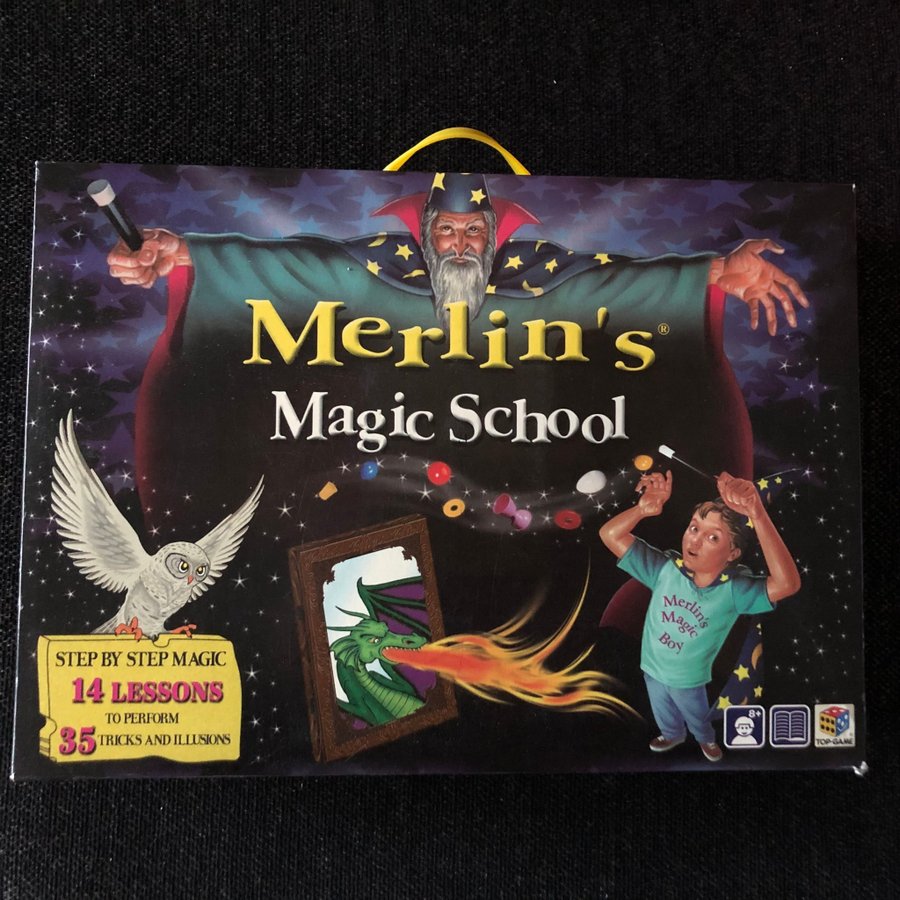 Merlin's®
Magic School
Merlin's
Magic
Boy
STEP BY STEP MAGIC
14 LESSONS
TO PERFORM
35 TRICKS AND ILLUSIONS
8+
TOP-GAME